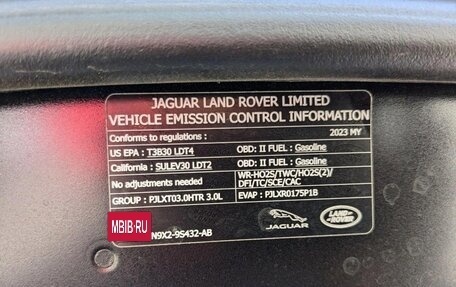 JAGUAR LAND ROVER LIMITED
VEHICLE EMISSION CONTROL INFORMATION
Conforms to regulations : 2023 MY
US EPA : T3B30 LDT4 OBD: II FUEL : Gasoline
California : SULEV30 LDT2 OBD: II FUEL : Gasoline
No adjustments needed WR-HO2S/TWC/HO2S(2)/
DFI/TC/SCE/CAC
GROUP : PJLXT03.0HTR 3.0L EVAP : PJLXR0175P1B
MBIB.RU
N9X2-9S432-AB
JAGUAR
LAND-
ROVER